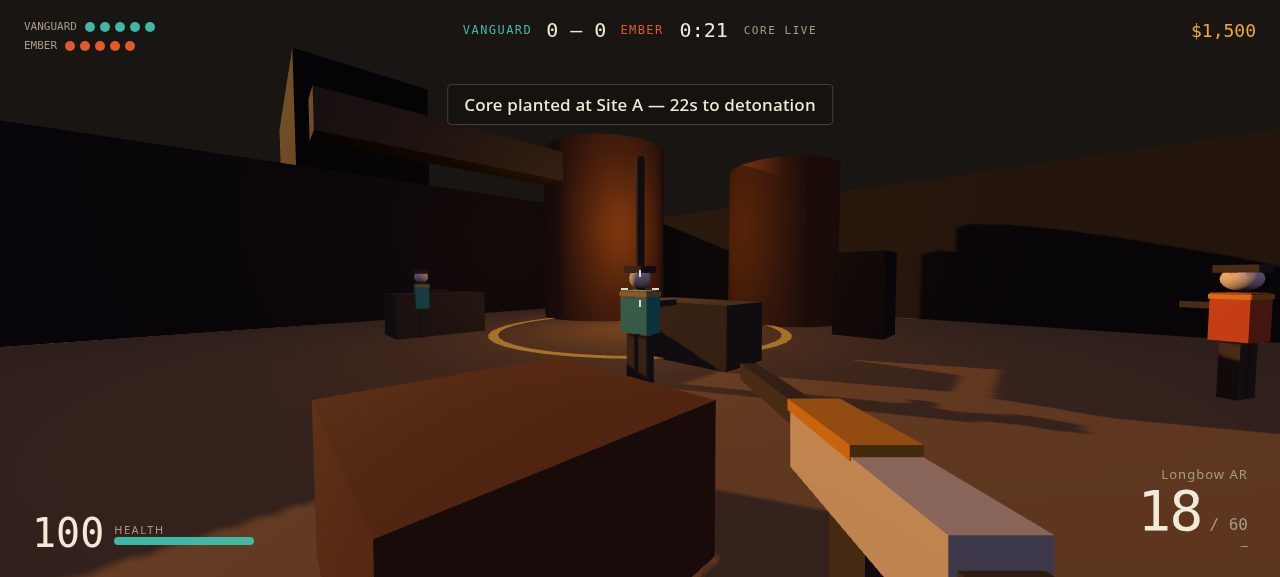 VANGUARD
EMBER
VANGUARD 0 — 0 EMBER 0:21 CORE LIVE
$1,500
Core planted at Site A — 22s to detonation
100 HEALTH
Longbow AR
18 / 60
—